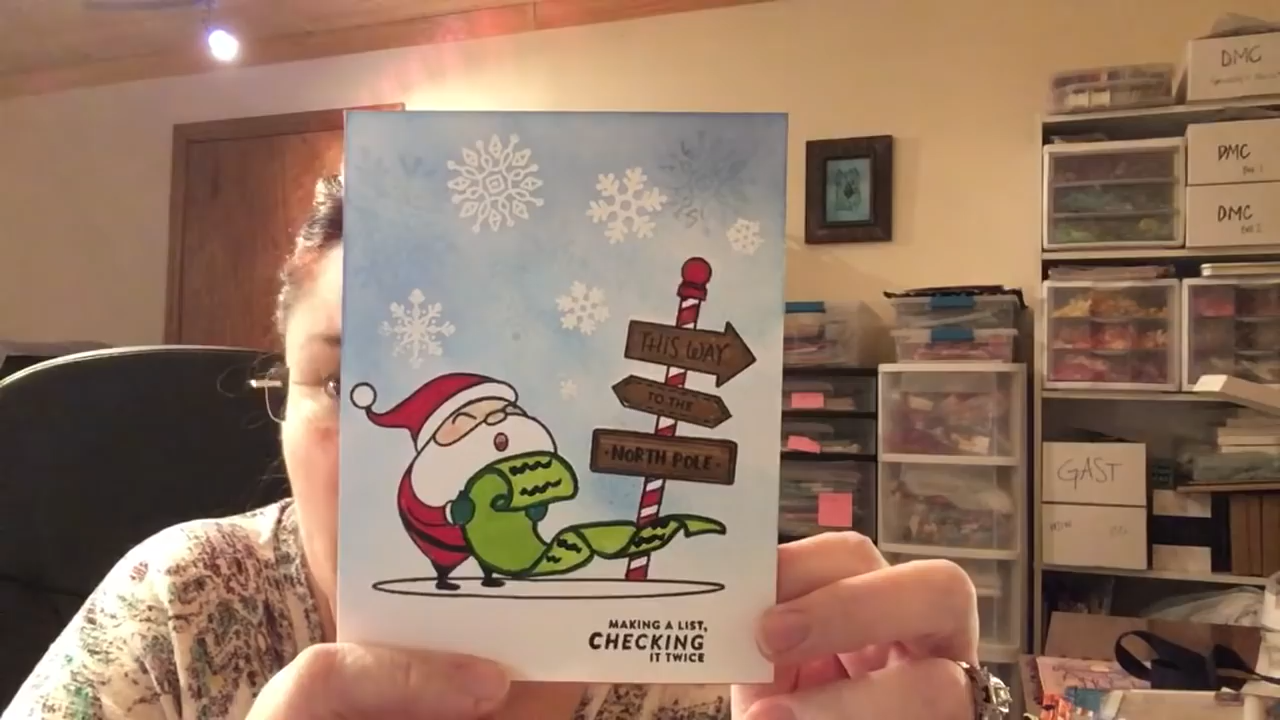 THIS WAY
TO THE
·NORTH POLE·
MAKING A LIST,
CHECKING
IT TWICE
DMC
DMC
DMC
GAST